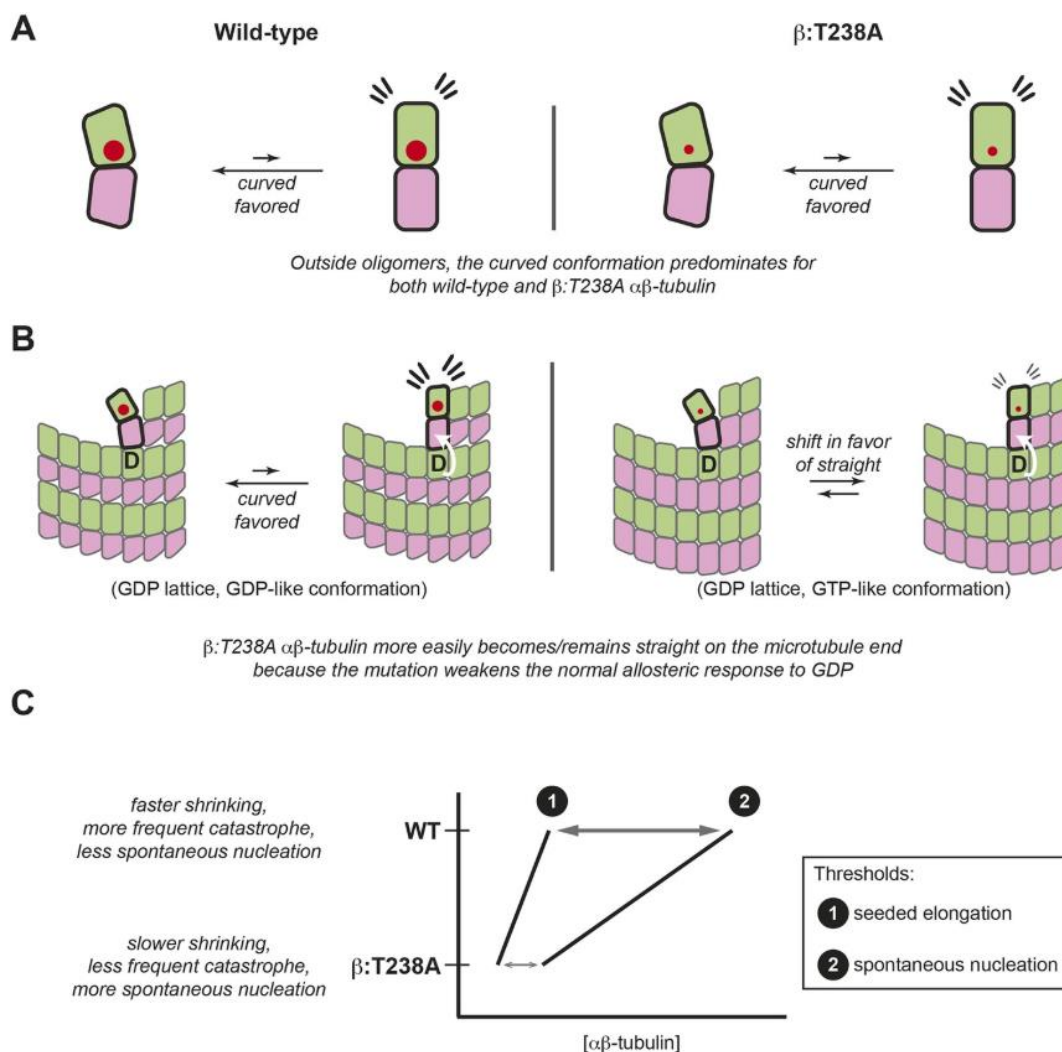 A
Wild-type
β:T238A
curved
favored
curved
favored
Outside oligomers, the curved conformation predominates for
both wild-type and β:T238A αβ-tubulin
B
D
D
D
D
curved
favored
shift in favor
of straight
(GDP lattice, GDP-like conformation)
(GDP lattice, GTP-like conformation)
β:T238A αβ-tubulin more easily becomes/remains straight on the microtubule end
because the mutation weakens the normal allosteric response to GDP
C
faster shrinking,
more frequent catastrophe,
less spontaneous nucleation
WT
1
2
slower shrinking,
less frequent catastrophe,
more spontaneous nucleation
β:T238A
[αβ-tubulin]
Thresholds:
1 seeded elongation
2 spontaneous nucleation